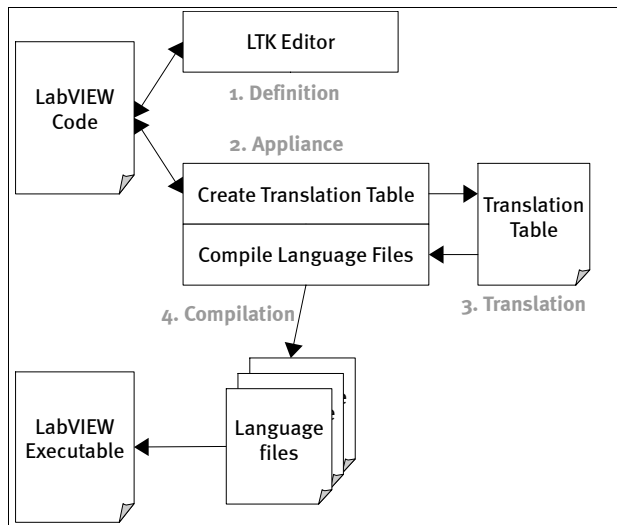 LTK Editor
LabVIEW
Code
1. Definition
2. Appliance
Create Translation Table
Translation
Table
Compile Language Files
3. Translation
4. Compilation
LabVIEW
Executable
Language
files